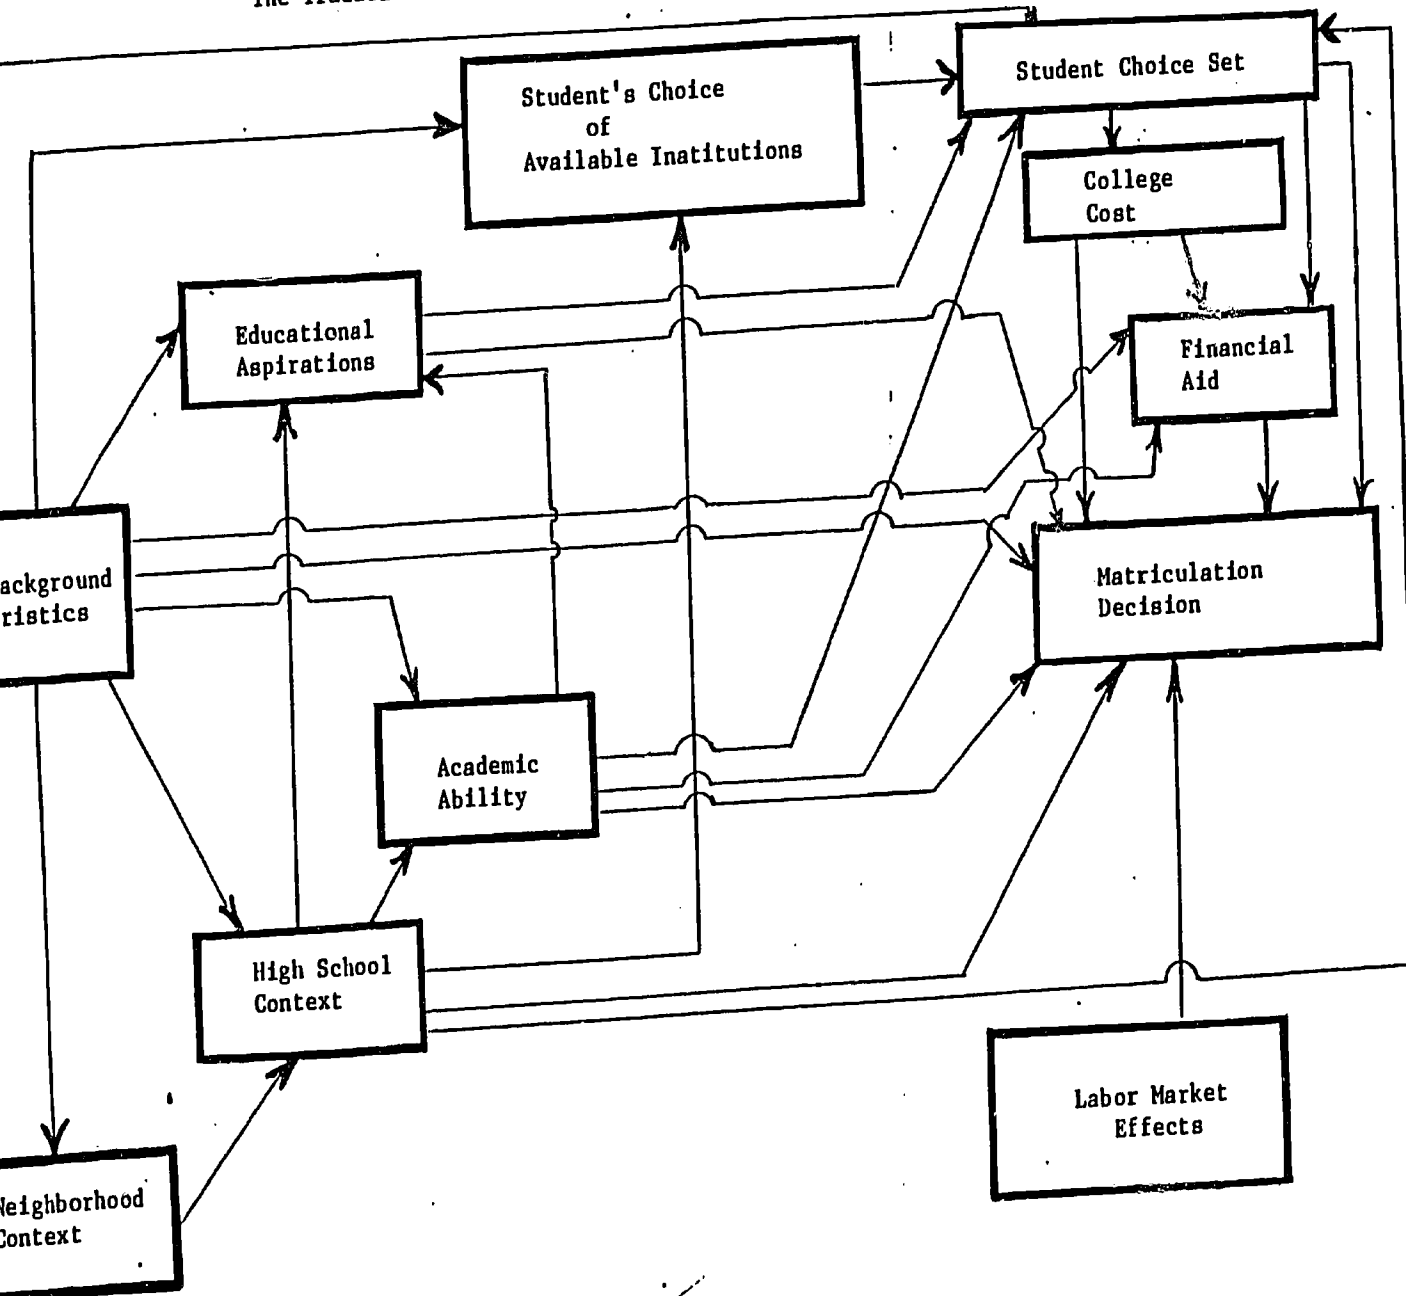 The
Student Choice Set
Student's Choice
of
Available Inatitutions
College
Cost
Educational
Aspirations
Financial
Aid
ackground
ristics
Matriculation
Decision
Academic
Ability
High School
Context
Labor Market
Effects
Neighborhood
Context